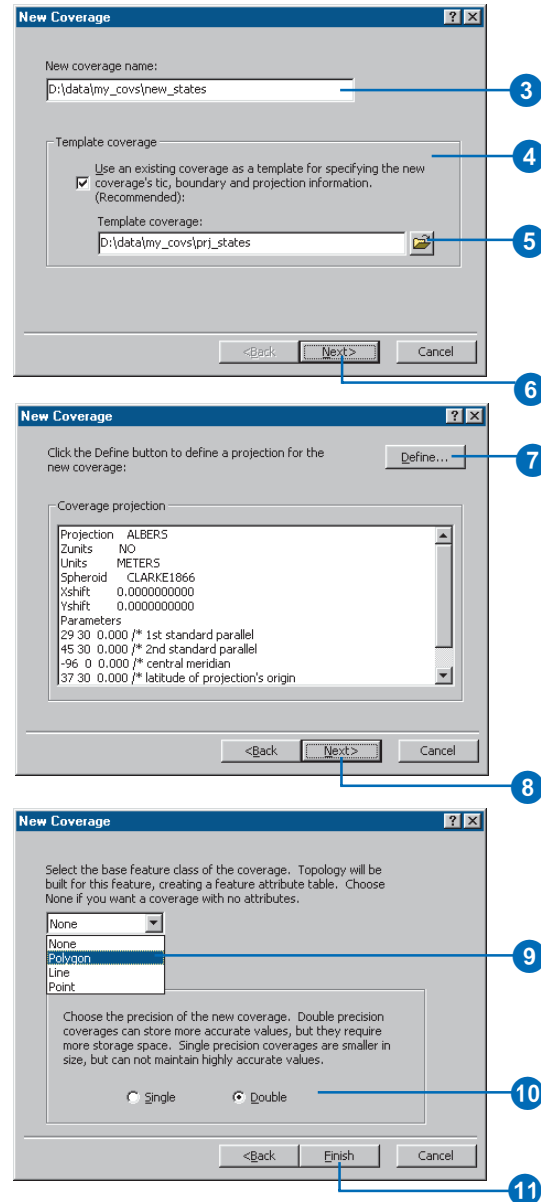 New Coverage
New coverage name:
D:\data\my_covs\new_states
3
Template coverage
4
Use an existing coverage as a template for specifying the new
coverage's tic, boundary and projection information.
(Recommended):
Template coverage:
D:\data\my_covs\prj_states
5
<Back Next> Cancel
6
New Coverage
Click the Define button to define a projection for the
new coverage:
Define...
7
Coverage projection
Projection ALBERS
Zunits NO
Units METERS
Spheroid CLARKE1866
Xshift 0.0000000000
Yshift 0.0000000000
Parameters
29 30 0.000 /* 1st standard parallel
45 30 0.000 /* 2nd standard parallel
-96 0 0.000 /* central meridian
37 30 0.000 /* latitude of projection's origin
<Back Next> Cancel
8
New Coverage
Select the base feature class of the coverage. Topology will be
built for this feature, creating a feature attribute table. Choose
None if you want a coverage with no attributes.
None
None
Polygon
9
Line
Point
Choose the precision of the new coverage. Double precision
coverages can store more accurate values, but they require
more storage space. Single precision coverages are smaller in
size, but can not maintain highly accurate values.
Single Double
10
<Back Finish Cancel
11